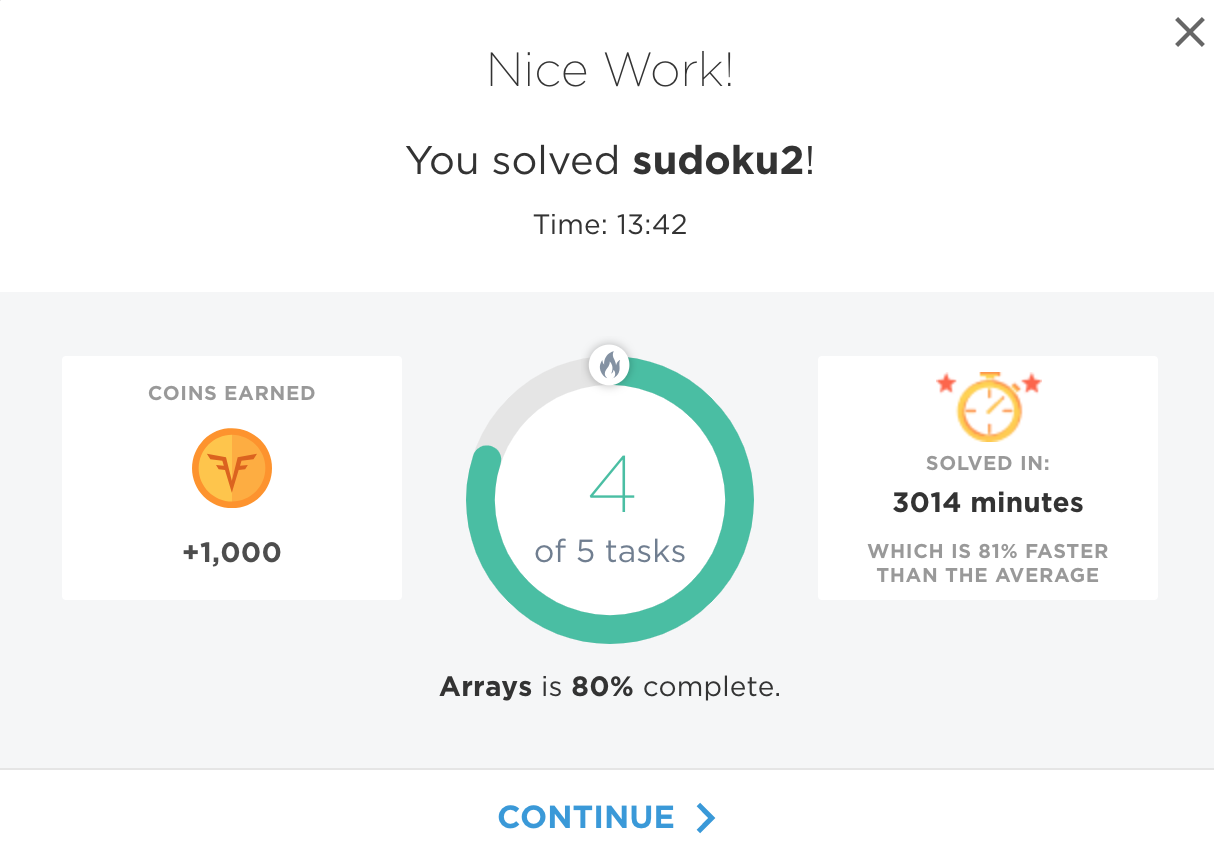 Nice Work!
You solved sudoku2!
Time: 13:42
COINS EARNED
+1,000
4
of 5 tasks
SOLVED IN:
3014 minutes
WHICH IS 81% FASTER
THAN THE AVERAGE
Arrays is 80% complete.
CONTINUE